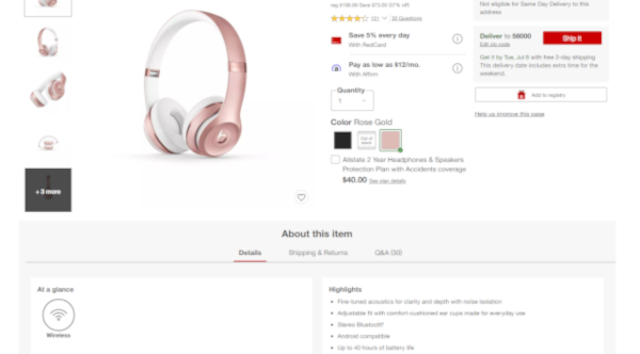 reg $199.99 Save $73.00 (37% off)
Not eligible for Same Day Delivery to this
address
30 Questions
Save 5% every day
With RedCard
Pay as low as $12/mo.
With Affirm
Deliver to 56000
Edit zip code
Ship it
Get it by Tue, Jul 6 with free 2-day shipping
This delivery date includes extra time for the
weekend.
Add to registry
Help us improve this page
Quantity
1
Color Rose Gold
Out of
stock
Allstate 2 Year Headphones & Speakers
Protection Plan with Accidents coverage
$40.00 See plan details
+3 more
About this item
Details
Shipping & Returns
Q&A (30)
At a glance
Wireless
Highlights
Fine-tuned acoustics for clarity and depth with noise isolation
Adjustable fit with comfort-cushioned ear cups made for everyday use
Stereo Bluetooth®
Android compatible
Up to 40 hours of battery life